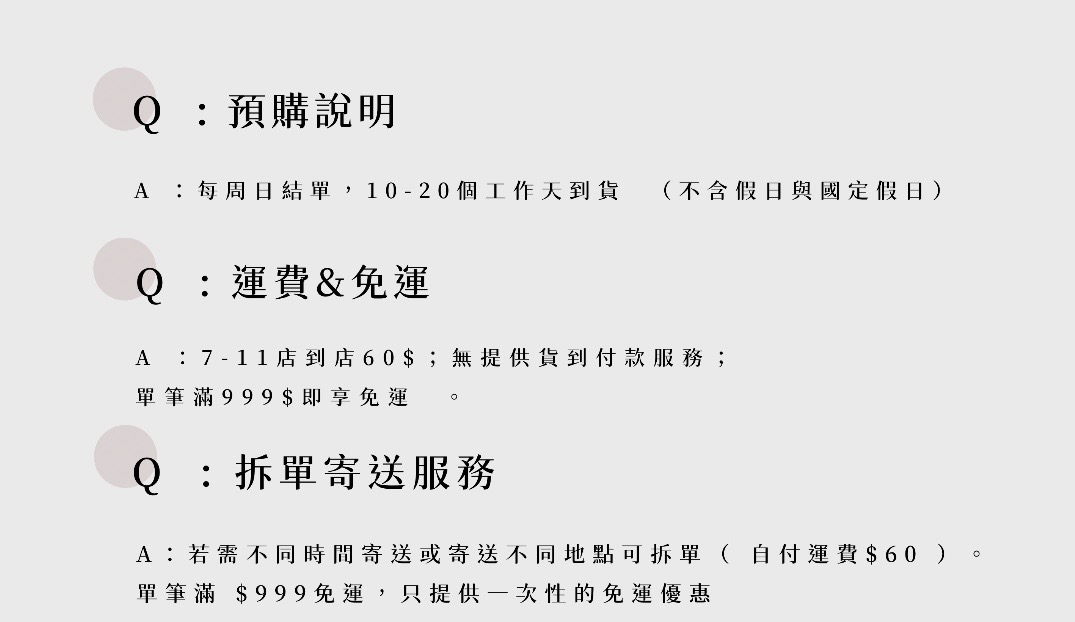 Q ：預購說明
A ：每周日結單，10-20個工作天到貨 （不含假日與國定假日）
Q ：運費&免運
A ：7-11店到店60$；無提供貨到付款服務；
單筆滿999$即享免運 。
Q ：拆單寄送服務
A：若需不同時間寄送或寄送不同地點可拆單（ 自付運費$60 ）。
單筆滿 $999免運，只提供一次性的免運優惠